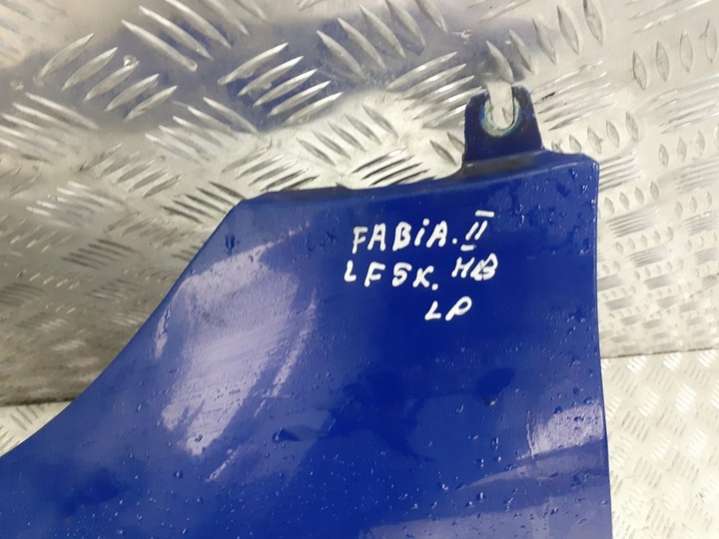 FABiA. II
LF5K. HB
LP